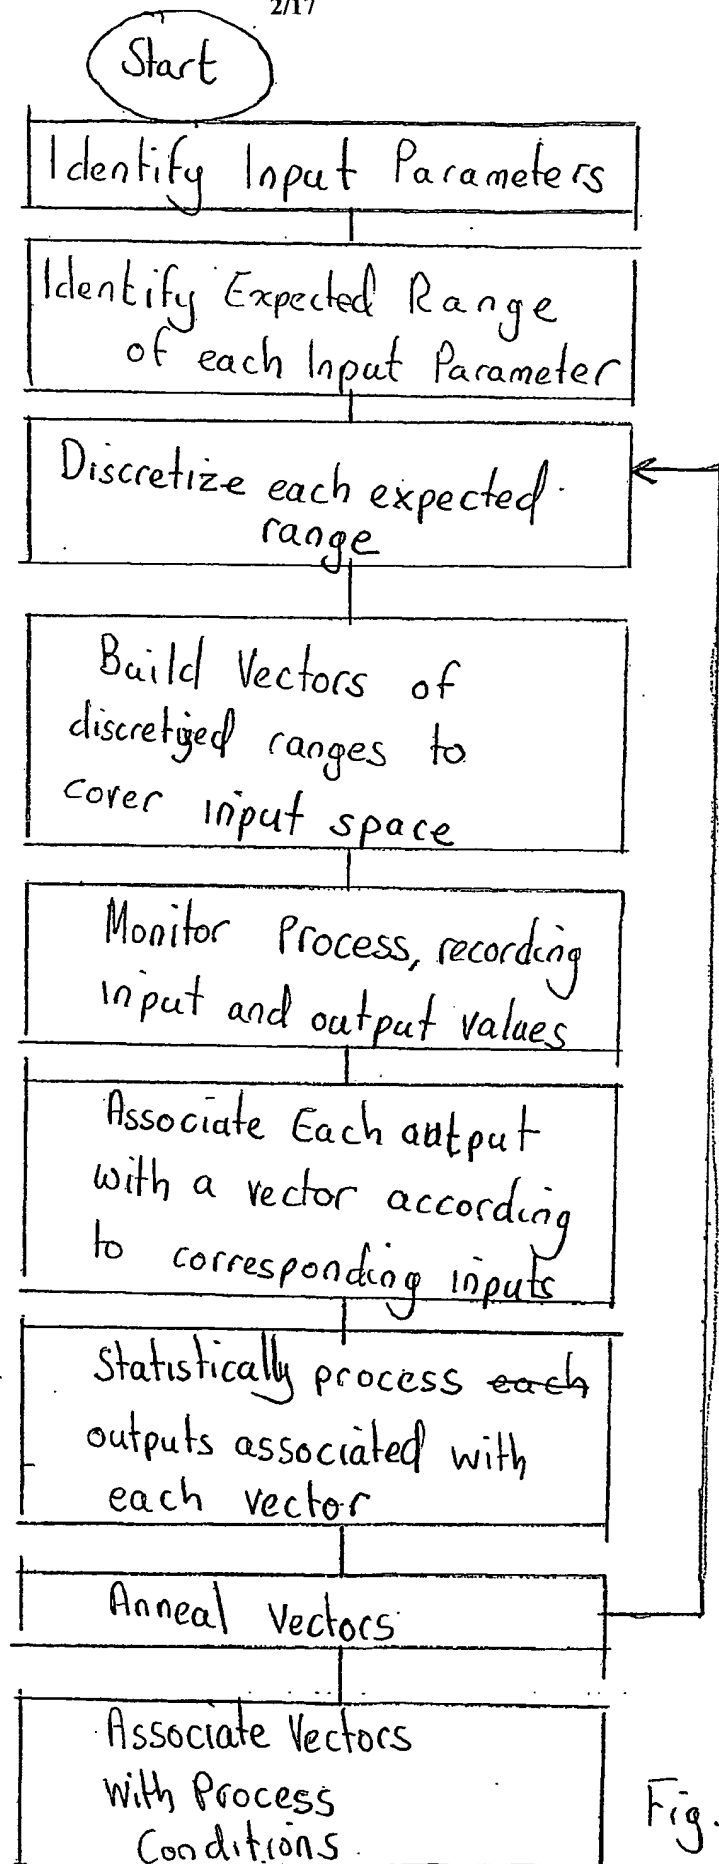 2/17
Start
Identify Input Parameters
Identify Expected Range
of each Input Parameter
Discretize each expected
range
Build Vectors of
discretized ranges to
cover input space
Monitor Process, recording
input and output values
Associate Each output
with a vector according
to corresponding inputs
Statistically process each
outputs associated with
each vector
Anneal Vectors
Associate Vectors
with Process
Conditions
Fig.